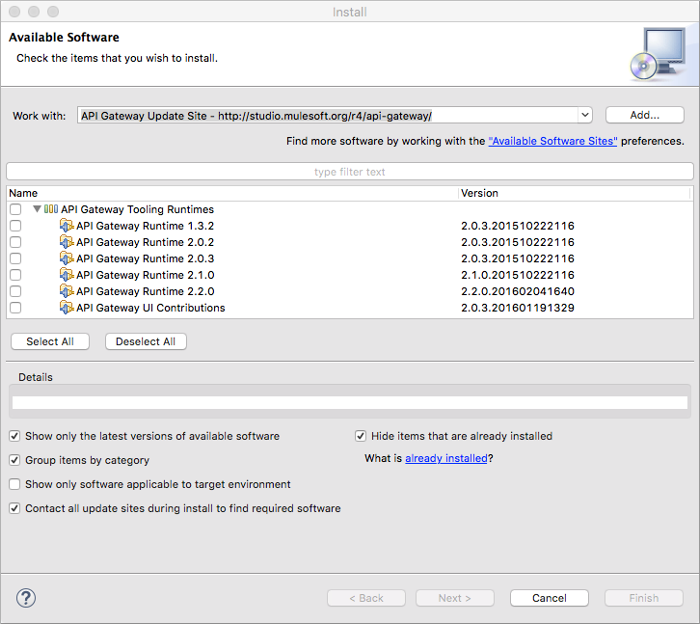 Install
Available Software
Check the items that you wish to install.
Work with: API Gateway Update Site - http://studio.mulesoft.org/r4/api-gateway/ Add...
Find more software by working with the "Available Software Sites" preferences.
type filter text
Name Version
API Gateway Tooling Runtimes
API Gateway Runtime 1.3.2 2.0.3.201510222116
API Gateway Runtime 2.0.2 2.0.3.201510222116
API Gateway Runtime 2.0.3 2.0.3.201510222116
API Gateway Runtime 2.1.0 2.1.0.201510222116
API Gateway Runtime 2.2.0 2.2.0.201602041640
API Gateway UI Contributions 2.0.3.201601191329
Select All Deselect All
Details
Show only the latest versions of available software Hide items that are already installed
Group items by category What is already installed?
Show only software applicable to target environment
Contact all update sites during install to find required software
? < Back Next > Cancel Finish